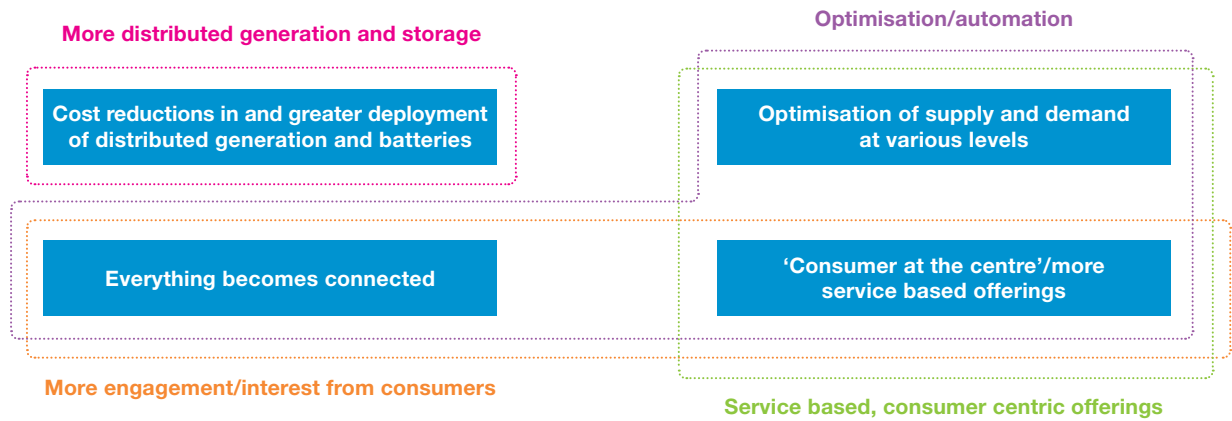 More distributed generation and storage
Optimisation/automation
Cost reductions in and greater deployment
of distributed generation and batteries
Optimisation of supply and demand
at various levels
Everything becomes connected
‘Consumer at the centre’/more
service based offerings
More engagement/interest from consumers
Service based, consumer centric offerings